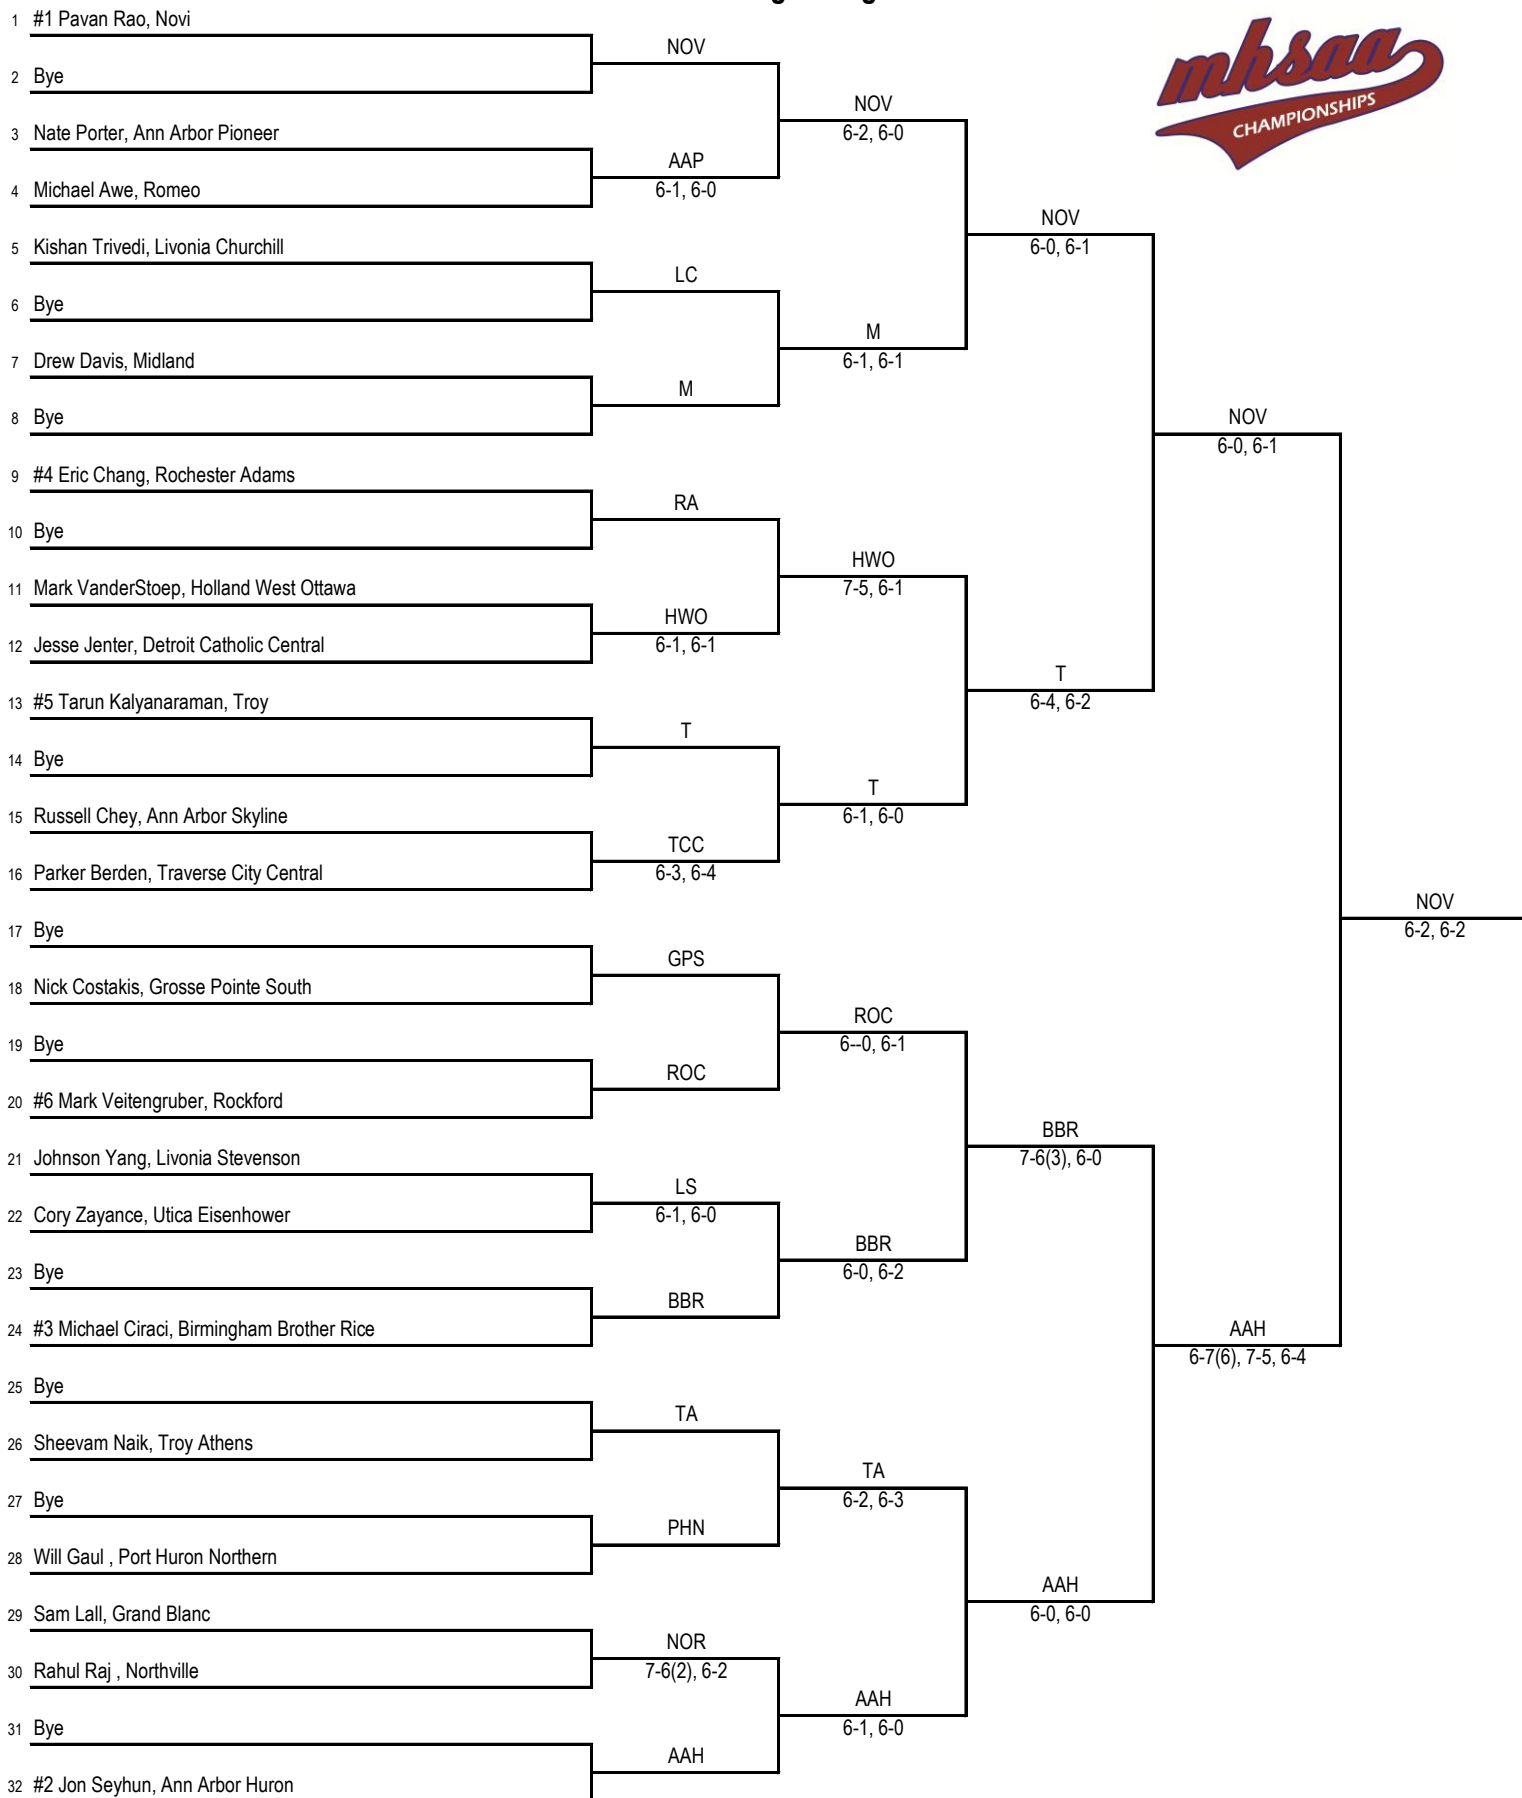 mhsaa
CHAMPIONSHIPS
1 #1 Pavan Rao, Novi
NOV
2 Bye
NOV
6-2, 6-0
3 Nate Porter, Ann Arbor Pioneer
AAP
6-1, 6-0
4 Michael Awe, Romeo
NOV
6-0, 6-1
5 Kishan Trivedi, Livonia Churchill
LC
6 Bye
M
6-1, 6-1
7 Drew Davis, Midland
M
8 Bye
NOV
6-0, 6-1
9 #4 Eric Chang, Rochester Adams
RA
10 Bye
HWO
7-5, 6-1
11 Mark VanderStoep, Holland West Ottawa
HWO
6-1, 6-1
12 Jesse Jenter, Detroit Catholic Central
T
6-4, 6-2
13 #5 Tarun Kalyanaraman, Troy
T
14 Bye
T
6-1, 6-0
15 Russell Chey, Ann Arbor Skyline
TCC
6-3, 6-4
16 Parker Berden, Traverse City Central
NOV
6-2, 6-2
17 Bye
GPS
18 Nick Costakis, Grosse Pointe South
ROC
6--0, 6-1
19 Bye
ROC
20 #6 Mark Veitengruber, Rockford
BBR
7-6(3), 6-0
21 Johnson Yang, Livonia Stevenson
LS
6-1, 6-0
22 Cory Zayance, Utica Eisenhower
BBR
6-0, 6-2
23 Bye
BBR
24 #3 Michael Ciraci, Birmingham Brother Rice
AAH
6-7(6), 7-5, 6-4
25 Bye
TA
26 Sheevam Naik, Troy Athens
TA
6-2, 6-3
27 Bye
PHN
28 Will Gaul , Port Huron Northern
AAH
6-0, 6-0
29 Sam Lall, Grand Blanc
NOR
7-6(2), 6-2
30 Rahul Raj , Northville
AAH
6-1, 6-0
31 Bye
AAH
32 #2 Jon Seyhun, Ann Arbor Huron